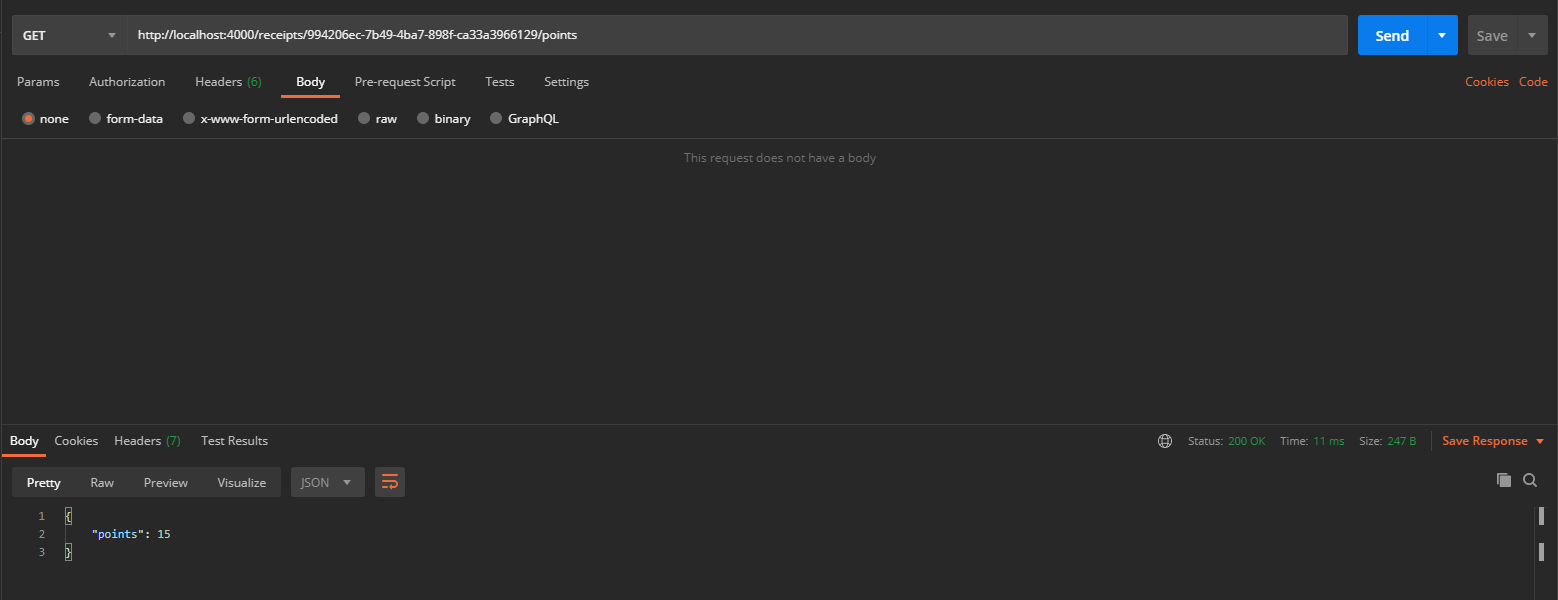 GET http://localhost:4000/receipts/994206ec-7b49-4ba7-898f-ca33a3966129/points Send Save
Params Authorization Headers (6) Body Pre-request Script Tests Settings Cookies Code
none form-data x-www-form-urlencoded raw binary GraphQL
This request does not have a body
Body Cookies Headers (7) Test Results Status: 200 OK Time: 11 ms Size: 247 B Save Response
Pretty Raw Preview Visualize JSON
1 {
2 "points": 15
3 }